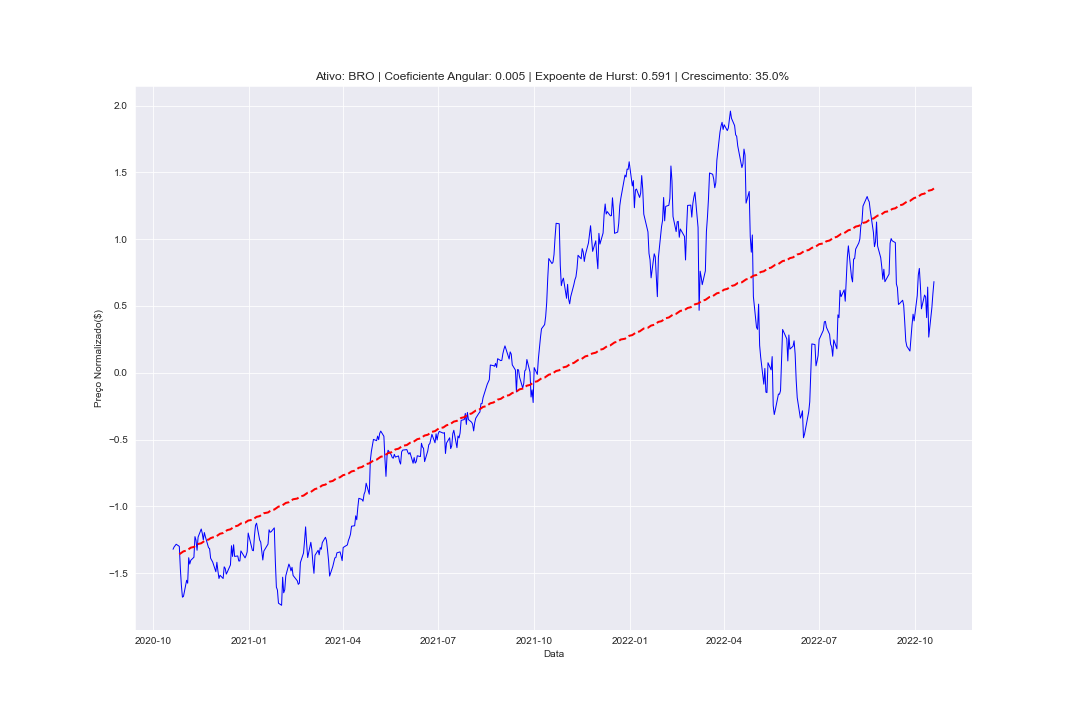 Ativo: BRO | Coeficiente Angular: 0.005 | Expoente de Hurst: 0.591 | Crescimento: 35.0%
2.0
1.5
1.0
0.5
0.0
−0.5
−1.0
−1.5
Preço Normalizado($)
2020-10 2021-01 2021-04 2021-07 2021-10 2022-01 2022-04 2022-07 2022-10
Data